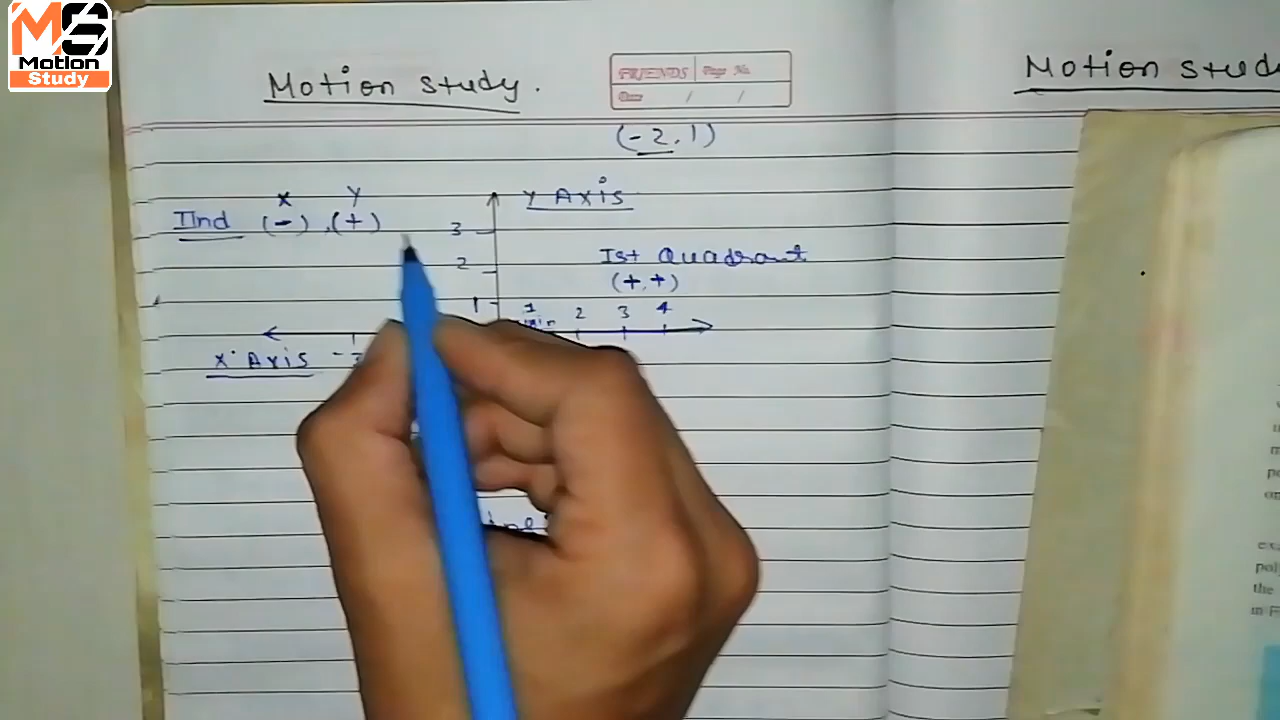 MS
Motion
Study
Motion study.
FRIENDS Page No.
Date / /
Motion stud
(-2,1)
x y
IInd (-),(+)
Y Axis
3
2
1
Ist Quadrant
(+,+)
1 2 3 4
X' Axis